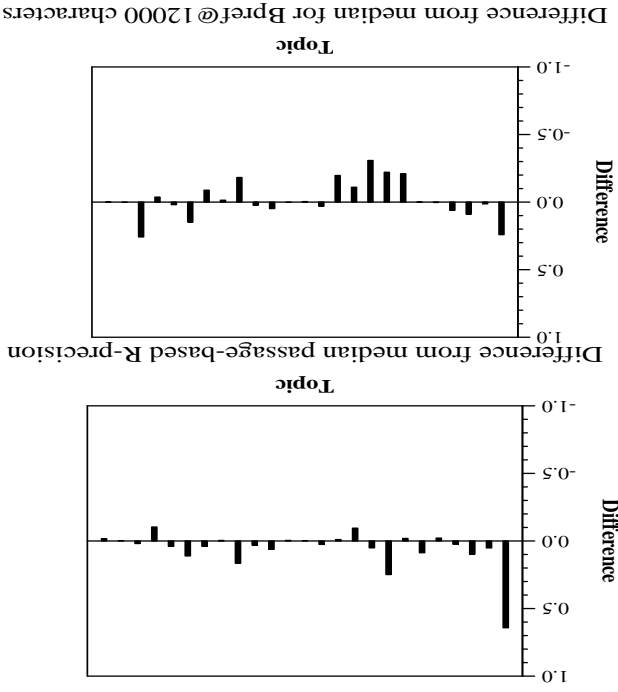 1.0
0.5
0.0
-0.5
-1.0
Difference
Topic
Difference from median passage-based R-precision
1.0
0.5
0.0
-0.5
-1.0
Difference
Topic
Difference from median for Bpref@12000 characters